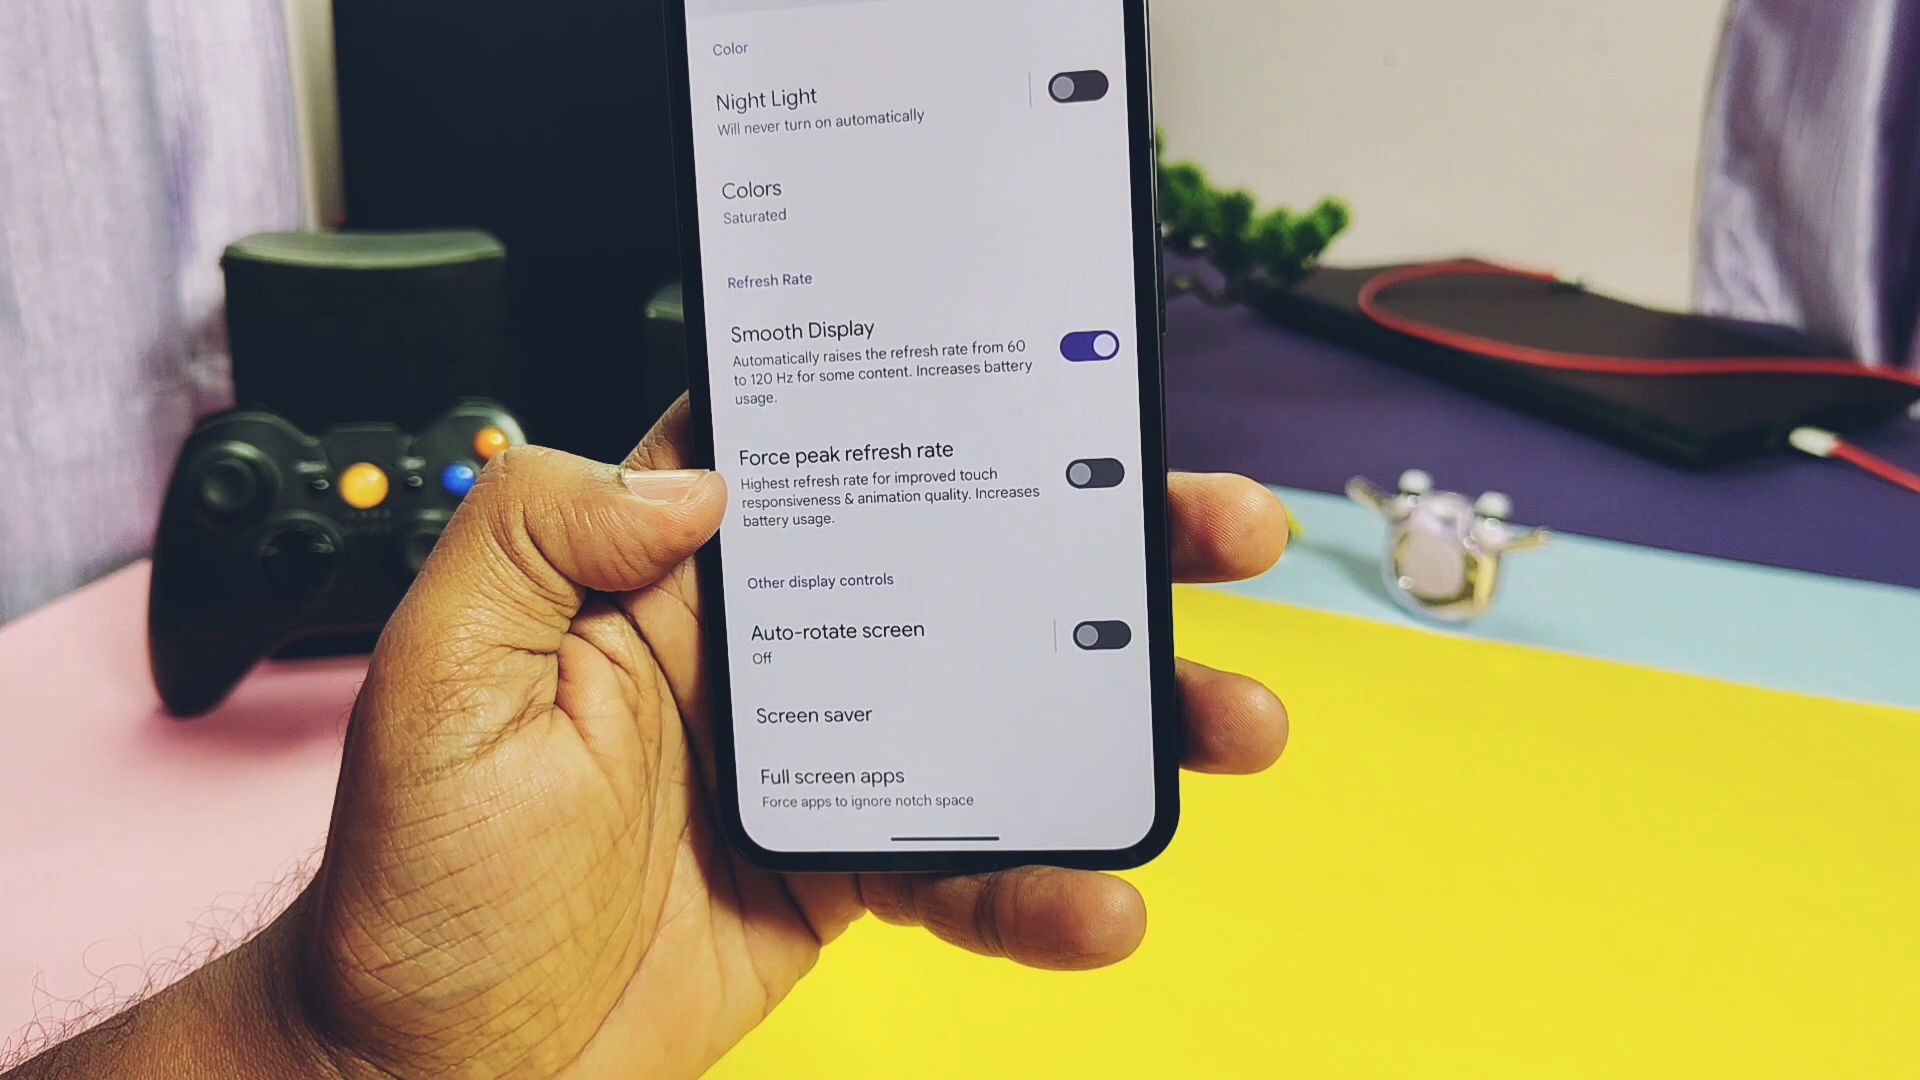 Color
Night Light
Will never turn on automatically
Colors
Saturated
Refresh Rate
Smooth Display
Automatically raises the refresh rate from 60
to 120 Hz for some content. Increases battery
usage.
Force peak refresh rate
Highest refresh rate for improved touch
responsiveness & animation quality. Increases
battery usage.
Other display controls
Auto-rotate screen
Off
Screen saver
Full screen apps
Force apps to ignore notch space